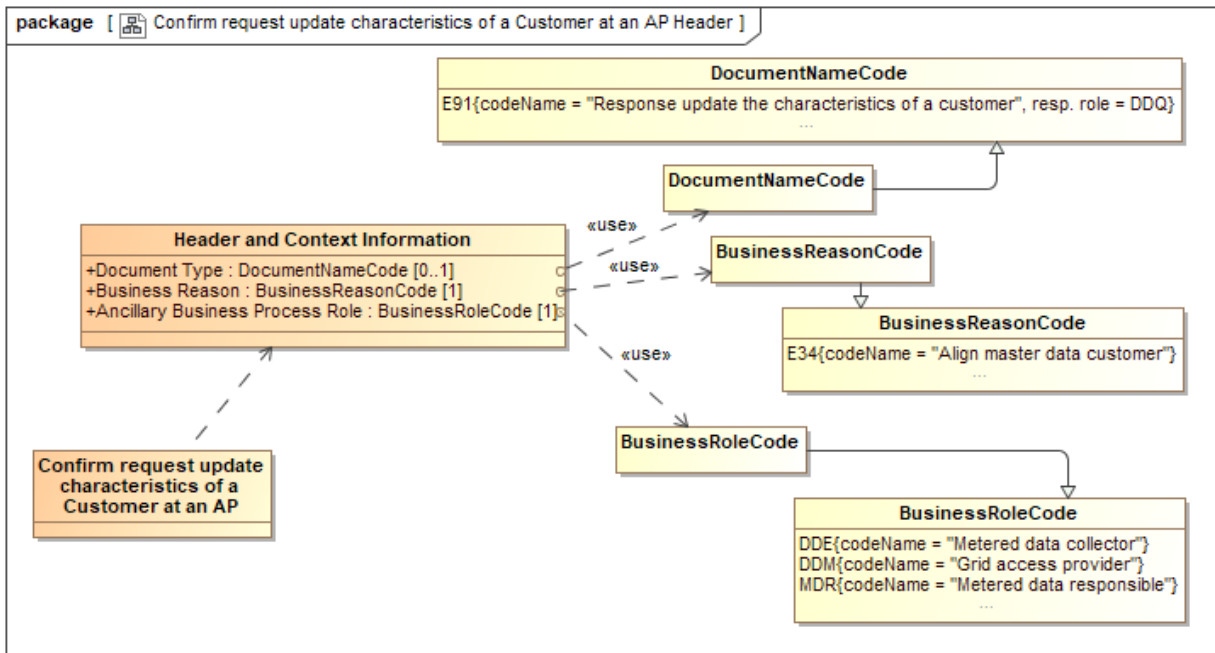 package [ Confirm request update characteristics of a Customer at an AP Header ]
DocumentNameCode
E91{codeName = "Response update the characteristics of a customer", resp. role = DDQ}
...
DocumentNameCode
«use»
Header and Context Information
+Document Type : DocumentNameCode [0..1]
+Business Reason : BusinessReasonCode [1]
+Ancillary Business Process Role : BusinessRoleCode [1]
«use»
BusinessReasonCode
BusinessReasonCode
E34{codeName = "Align master data customer"}
...
«use»
BusinessRoleCode
Confirm request update
characteristics of a
Customer at an AP
BusinessRoleCode
DDE{codeName = "Metered data collector"}
DDM{codeName = "Grid access provider"}
MDR{codeName = "Metered data responsible"}
...